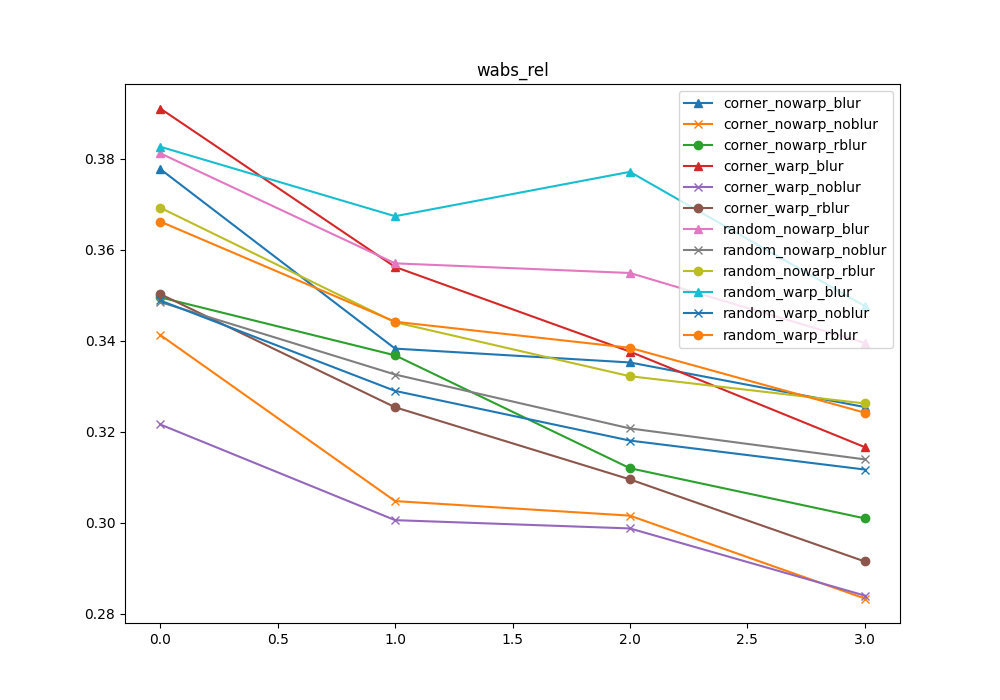 wabs_rel
corner_nowarp_blur
corner_nowarp_noblur
corner_nowarp_rblur
corner_warp_blur
corner_warp_noblur
corner_warp_rblur
random_nowarp_blur
random_nowarp_noblur
random_nowarp_rblur
random_warp_blur
random_warp_noblur
random_warp_rblur
0.38
0.36
0.34
0.32
0.30
0.28
0.0 0.5 1.0 1.5 2.0 2.5 3.0